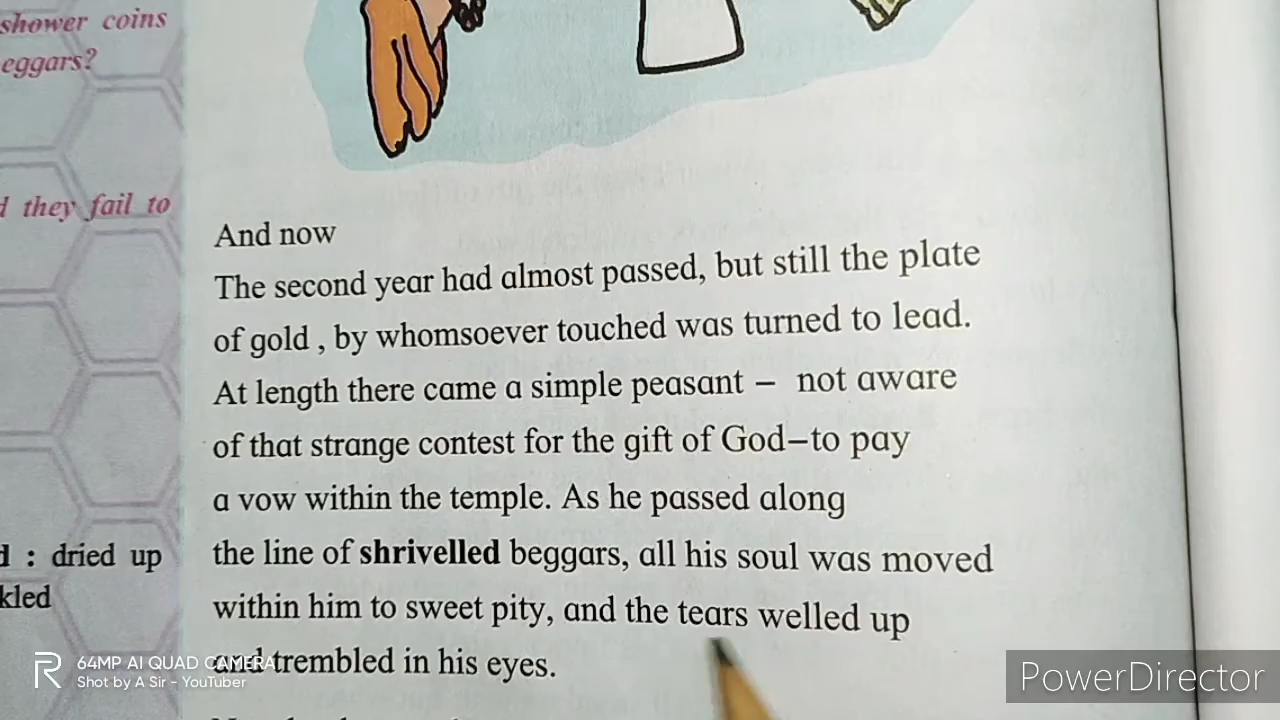 shower coins
eggars?
they fail to
And now
The second year had almost passed, but still the plate
of gold , by whomsoever touched was turned to lead.
At length there came a simple peasant – not aware
of that strange contest for the gift of God–to pay
a vow within the temple. As he passed along
the line of shrivelled beggars, all his soul was moved
within him to sweet pity, and the tears welled up
and trembled in his eyes.
d : dried up
kled
64MP AI QUAD CAMERA
Shot by A Sir - YouTuber
PowerDirector